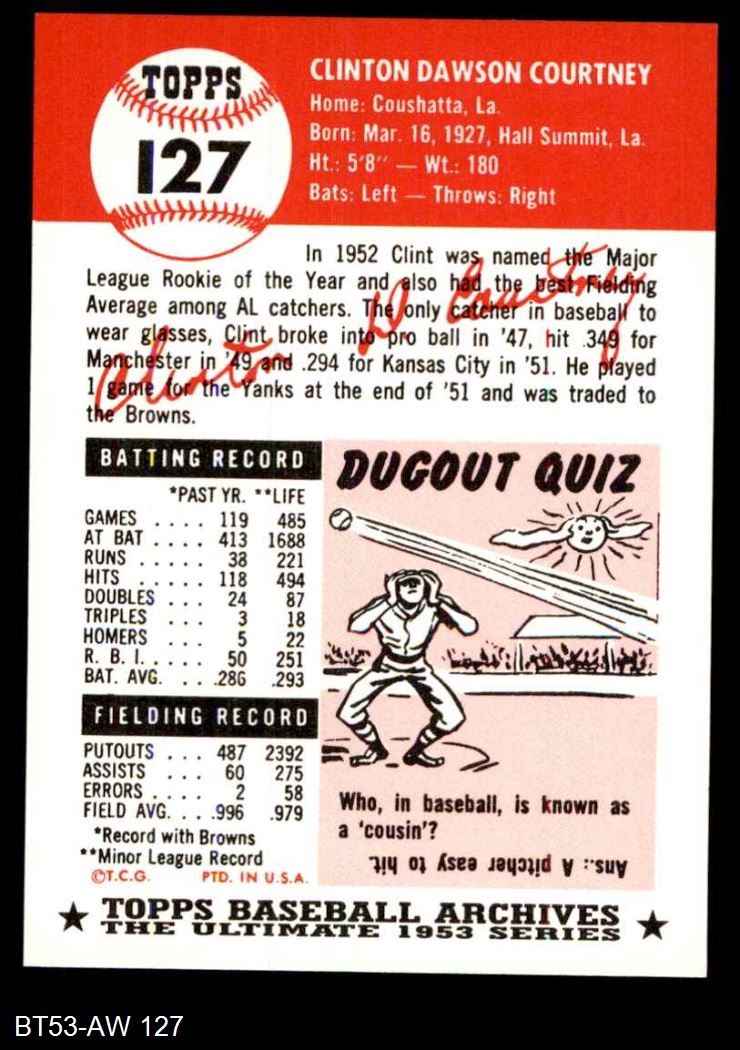 TOPPS
127
CLINTON DAWSON COURTNEY
Home: Coushatta, La.
Born: Mar. 16, 1927, Hall Summit, La.
Ht.: 5'8" — Wt.: 180
Bats: Left — Throws: Right
In 1952 Clint was named the Major
League Rookie of the Year and also had the best Fielding
Average among AL catchers. The only catcher in baseball to
wear glasses, Clint broke into pro ball in '47, hit .349 for
Manchester in '49 and .294 for Kansas City in '51. He played
1 game for the Yanks at the end of '51 and was traded to
the Browns.
Clinton D. Courtney
BATTING RECORD
*PAST YR. **LIFE
GAMES .... 119 485
AT BAT .... 413 1688
RUNS ..... 38 221
HITS ..... 118 494
DOUBLES ... 24 87
TRIPLES ... 3 18
HOMERS ... 5 22
R. B. I. .... 50 251
BAT. AVG. ... .286 .293
FIELDING RECORD
PUTOUTS ... 487 2392
ASSISTS ... 60 275
ERRORS .... 2 58
FIELD AVG. ... .996 .979
*Record with Browns
**Minor League Record
©T.C.G. PTD. IN U.S.A.
DUGOUT QUIZ
Who, in baseball, is known as
a 'cousin'?
Ans.: A pitcher easy to hit.
★ TOPPS BASEBALL ARCHIVES ★
THE ULTIMATE 1953 SERIES
BT53-AW 127